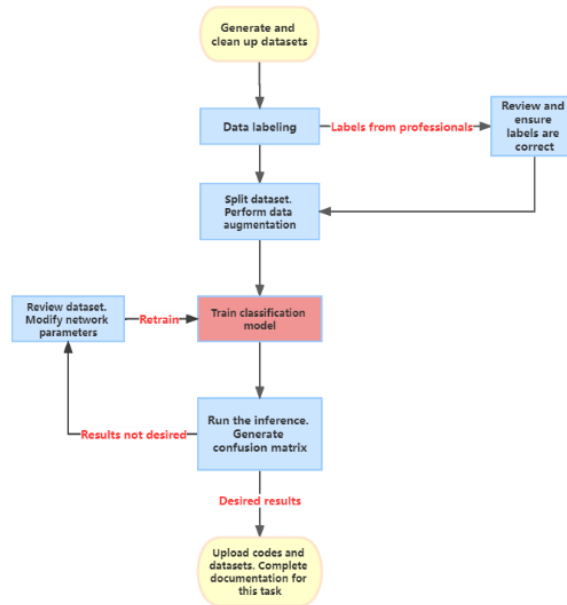 Generate and
clean up datasets
Data labeling
Labels from professionals
Review and
ensure
labels are
correct
Split dataset.
Perform data
augmentation
Review dataset.
Modify network
parameters
Retrain
Train classification
model
Results not desired
Run the inference.
Generate
confusion matrix
Desired results
Upload codes and
datasets. Complete
documentation for
this task